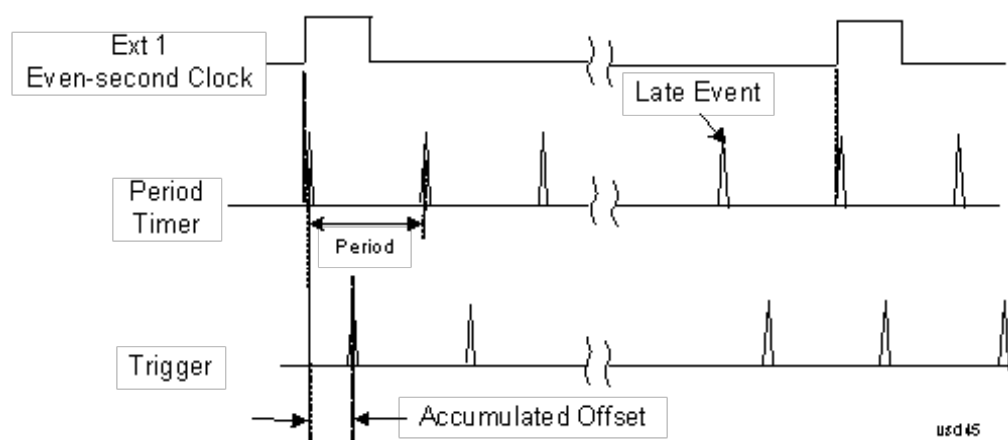 Ext 1
Even-second Clock
Late Event
Period
Timer
Period
Trigger
Accumulated Offset
usd45